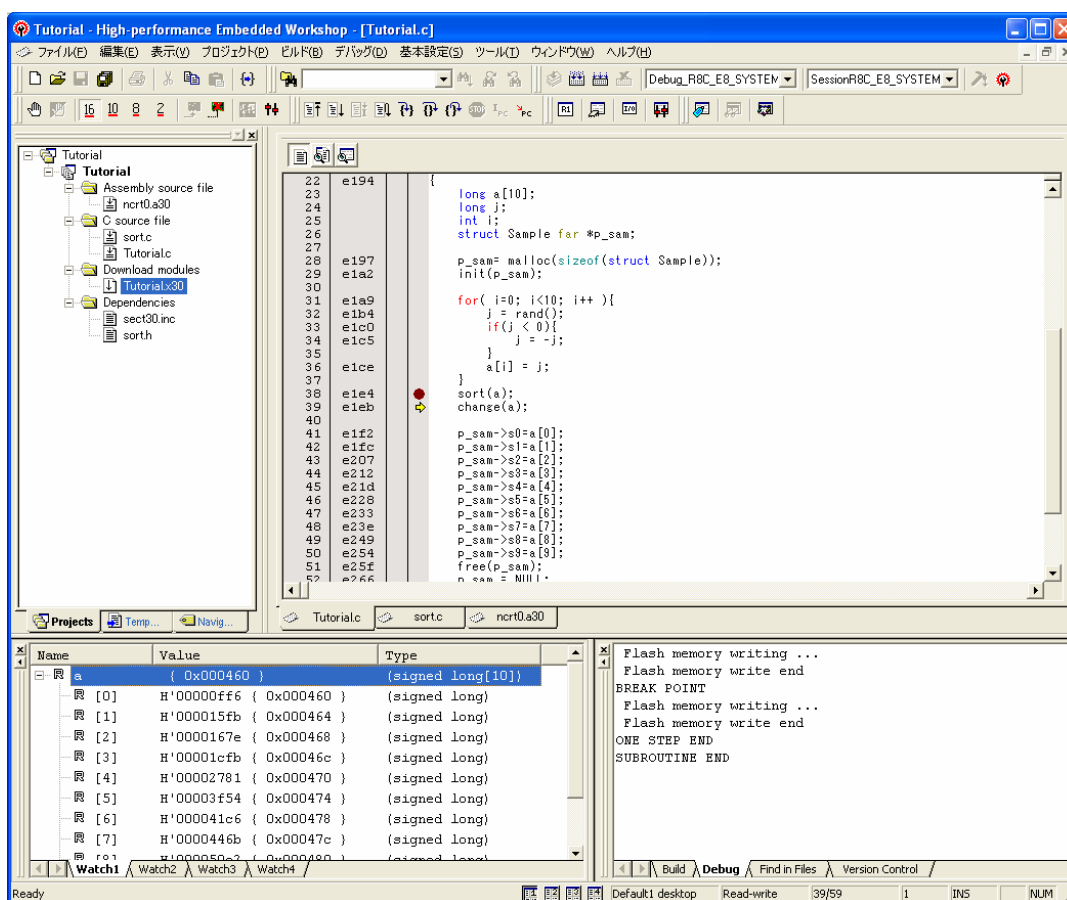 Tutorial - High-performance Embedded Workshop - [Tutorial.c]
ファイル(F) 編集(E) 表示(V) プロジェクト(P) ビルド(B) デバッグ(D) 基本設定(S) ツール(T) ウィンドウ(W) ヘルプ(H)
Debug_R8C_E8_SYSTEM SessionR8C_E8_SYSTEM
16 10 8 2
Tutorial
Tutorial
Assembly source file
ncrt0.a30
C source file
sort.c
Tutorial.c
Download modules
Tutorial.x30
Dependencies
sect30.inc
sort.h
Projects Temp... Navig...
22 e194 {
23 long a[10];
24 long j;
25 int i;
26 struct Sample far *p_sam;
27
28 e197 p_sam= malloc(sizeof(struct Sample));
29 e1a2 init(p_sam);
30
31 e1a9 for( i=0; i<10; i++ ){
32 e1b4 j = rand();
33 e1c0 if(j < 0){
34 e1c5 j = -j;
35 }
36 e1ce a[i] = j;
37 }
38 e1e4 sort(a);
39 e1eb change(a);
40
41 e1f2 p_sam->s0=a[0];
42 e1fc p_sam->s1=a[1];
43 e207 p_sam->s2=a[2];
44 e212 p_sam->s3=a[3];
45 e21d p_sam->s4=a[4];
46 e228 p_sam->s5=a[5];
47 e233 p_sam->s6=a[6];
48 e23e p_sam->s7=a[7];
49 e249 p_sam->s8=a[8];
50 e254 p_sam->s9=a[9];
51 e25f free(p_sam);
52 e266 p_sam = NULL;
Tutorial.c sort.c ncrt0.a30
Name Value Type
R a { 0x000460 } (signed long[10])
R [0] H'00000ff6 { 0x000460 } (signed long)
R [1] H'000015fb { 0x000464 } (signed long)
R [2] H'0000167e { 0x000468 } (signed long)
R [3] H'00001cfb { 0x00046c } (signed long)
R [4] H'00002781 { 0x000470 } (signed long)
R [5] H'00003f54 { 0x000474 } (signed long)
R [6] H'000041c6 { 0x000478 } (signed long)
R [7] H'0000446b { 0x00047c } (signed long)
Watch1 Watch2 Watch3 Watch4
Flash memory writing ...
Flash memory write end
BREAK POINT
Flash memory writing ...
Flash memory write end
ONE STEP END
SUBROUTINE END
Build Debug Find in Files Version Control
Ready 1 2 3 4 Default1 desktop Read-write 39/59 1 INS NUM